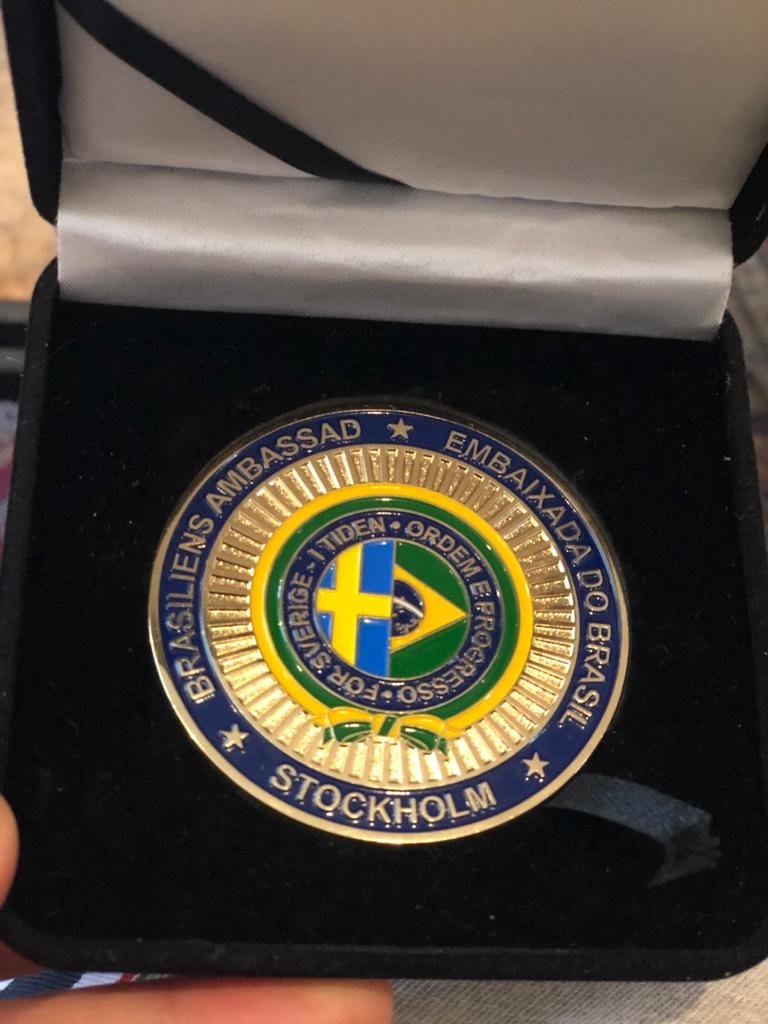 BRASILIENS AMBASSAD ★ EMBAIXADA DO BRASIL ★
STOCKHOLM ★
FÖR SVERIGE - I TIDEN • ORDEM E PROGRESSO •